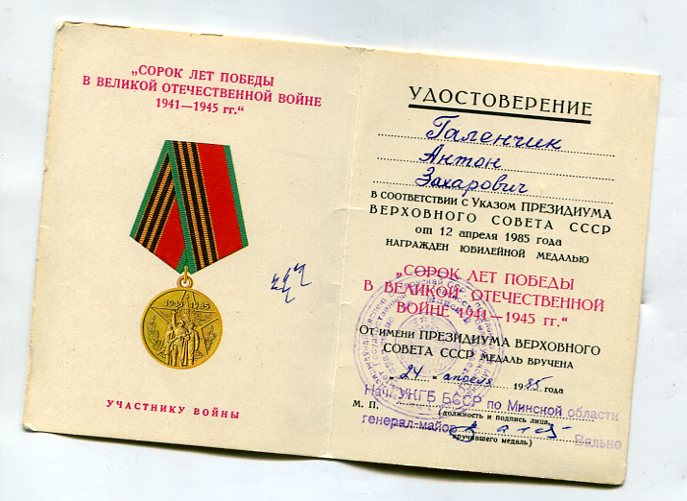 „СОРОК ЛЕТ ПОБЕДЫ
В ВЕЛИКОЙ ОТЕЧЕСТВЕННОЙ ВОЙНЕ
1941—1945 гг.“
1945 1985
УЧАСТНИКУ ВОЙНЫ
УДОСТОВЕРЕНИЕ
Галенчик
Антон
Захарович
В СООТВЕТСТВИИ с Указом ПРЕЗИДИУМА
ВЕРХОВНОГО СОВЕТА СССР
от 12 апреля 1985 года
НАГРАЖДЕН ЮБИЛЕЙНОЙ МЕДАЛЬЮ
„СОРОК ЛЕТ ПОБЕДЫ
В ВЕЛИКОЙ ОТЕЧЕСТВЕННОЙ
ВОЙНЕ 1941—1945 гг.“
От имени ПРЕЗИДИУМА ВЕРХОВНОГО
СОВЕТА СССР МЕДАЛЬ ВРУЧЕНА
„24 апреля 1985 года
Нач. УКГБ БССР по Минской области
М. П.
(должность и подпись лица,
генерал-майор
Валько
вручившего медаль)